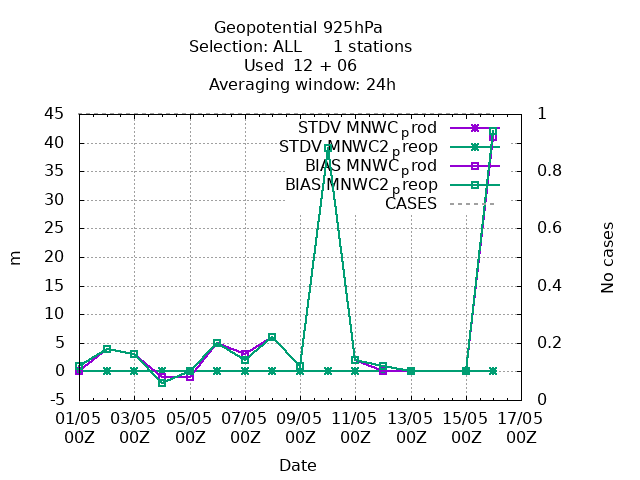 Geopotential 925hPa
Selection: ALL      1 stations
Used  12 + 06
Averaging window: 24h
STDV MNWC_prod
STDV MNWC2_preop
BIAS MNWC_prod
BIAS MNWC2_preop
CASES
45
40
35
30
25
20
15
10
5
0
-5
1
0.8
0.6
0.4
0.2
0
m
No cases
01/05 03/05 05/05 07/05 09/05 11/05 13/05 15/05 17/05
00Z 00Z 00Z 00Z 00Z 00Z 00Z 00Z 00Z
Date